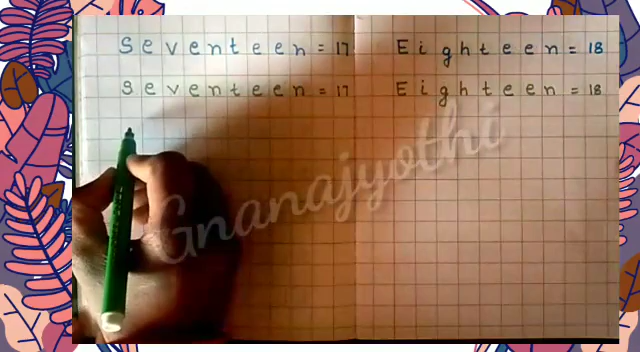 Seventeen = 17
Eighteen = 18
Seventeen = 17
Eighteen = 18
Gnanajyothi